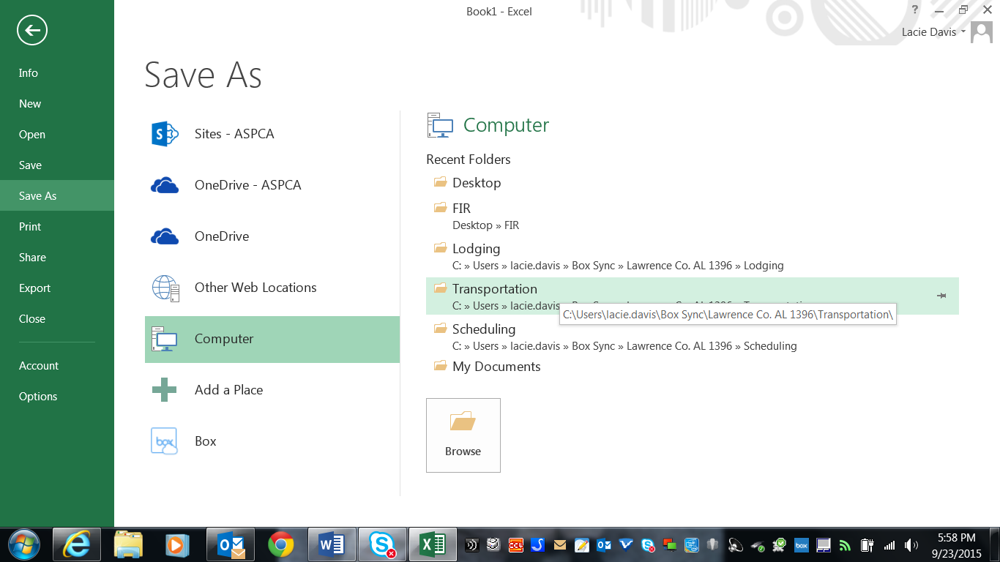 Book1 - Excel
?
Lacie Davis
Info
New
Open
Save
Save As
Print
Share
Export
Close
Account
Options
Save As
S
Sites - ASPCA
OneDrive - ASPCA
OneDrive
Other Web Locations
Computer
Add a Place
box
Box
Computer
Recent Folders
Desktop
FIR
Desktop » FIR
Lodging
C: » Users » lacie.davis » Box Sync » Lawrence Co. AL 1396 » Lodging
Transportation
C: » Users » lacie.davis
C:\Users\lacie.davis\Box Sync\Lawrence Co. AL 1396\Transportation\
Scheduling
C: » Users » lacie.davis » Box Sync » Lawrence Co. AL 1396 » Scheduling
My Documents
Browse
5:58 PM
9/23/2015